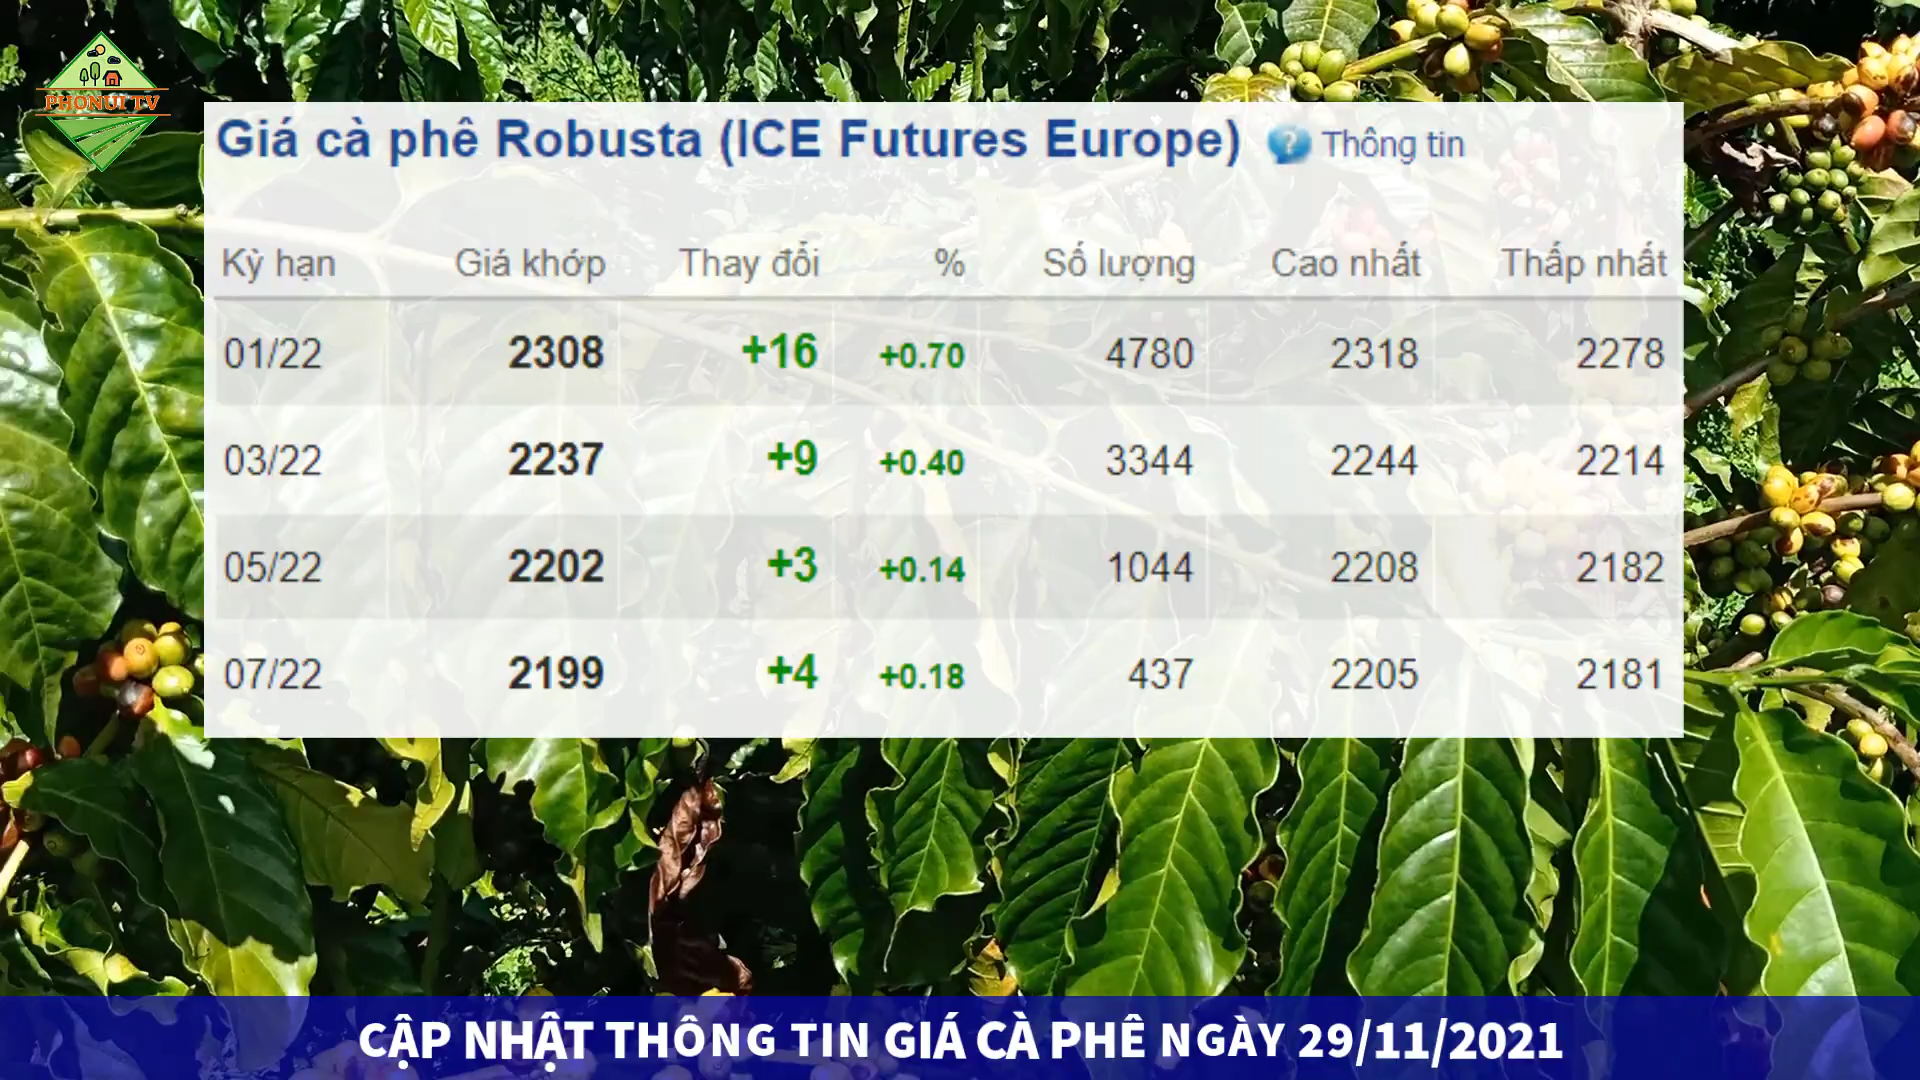 PHONUI TV
Giá cà phê Robusta (ICE Futures Europe) ? Thông tin
Kỳ hạn Giá khớp Thay đổi % Số lượng Cao nhất Thấp nhất
01/22 2308 +16 +0.70 4780 2318 2278
03/22 2237 +9 +0.40 3344 2244 2214
05/22 2202 +3 +0.14 1044 2208 2182
07/22 2199 +4 +0.18 437 2205 2181
CẬP NHẬT THÔNG TIN GIÁ CÀ PHÊ NGÀY 29/11/2021